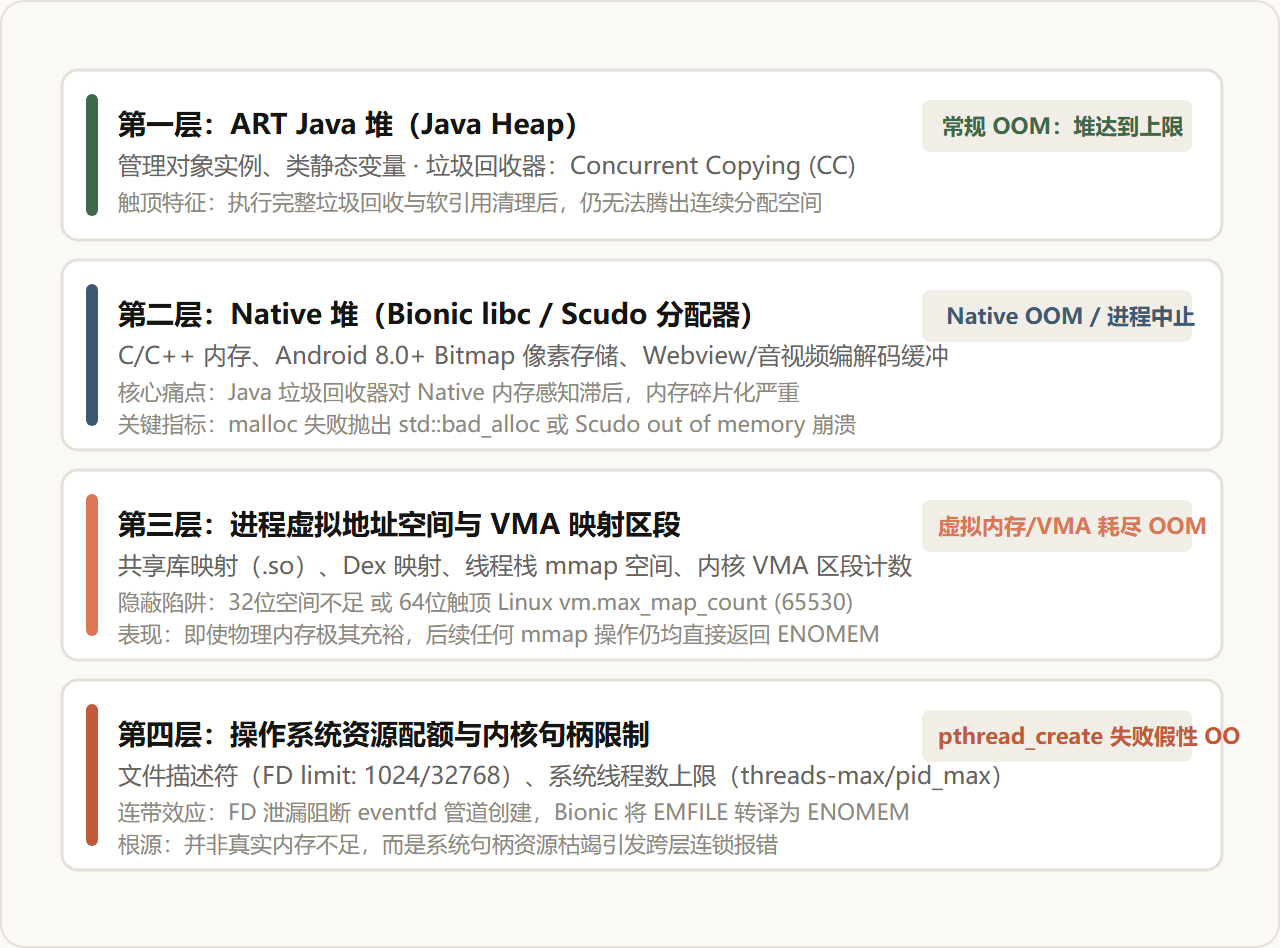 第一层：ART Java 堆（Java Heap）
常规 OOM：堆达到上限
管理对象实例、类静态变量 · 垃圾回收器：Concurrent Copying (CC)
触顶特征：执行完整垃圾回收与软引用清理后，仍无法腾出连续分配空间
第二层：Native 堆（Bionic libc / Scudo 分配器）
Native OOM / 进程中止
C/C++ 内存、Android 8.0+ Bitmap 像素存储、Webview/音视频编解码缓冲
核心痛点：Java 垃圾回收器对 Native 内存感知滞后，内存碎片化严重
关键指标：malloc 失败抛出 std::bad_alloc 或 Scudo out of memory 崩溃
第三层：进程虚拟地址空间与 VMA 映射区段
虚拟内存/VMA 耗尽 OOM
共享库映射（.so）、Dex 映射、线程栈 mmap 空间、内核 VMA 区段计数
隐蔽陷阱：32位空间不足 或 64位触顶 Linux vm.max_map_count (65530)
表现：即使物理内存极其充裕，后续任何 mmap 操作仍均直接返回 ENOMEM
第四层：操作系统资源配额与内核句柄限制
pthread_create 失败假性 OO
文件描述符（FD limit: 1024/32768）、系统线程数上限（threads-max/pid_max）
连带效应：FD 泄漏阻断 eventfd 管道创建，Bionic 将 EMFILE 转译为 ENOMEM
根源：并非真实内存不足，而是系统句柄资源枯竭引发跨层连锁报错